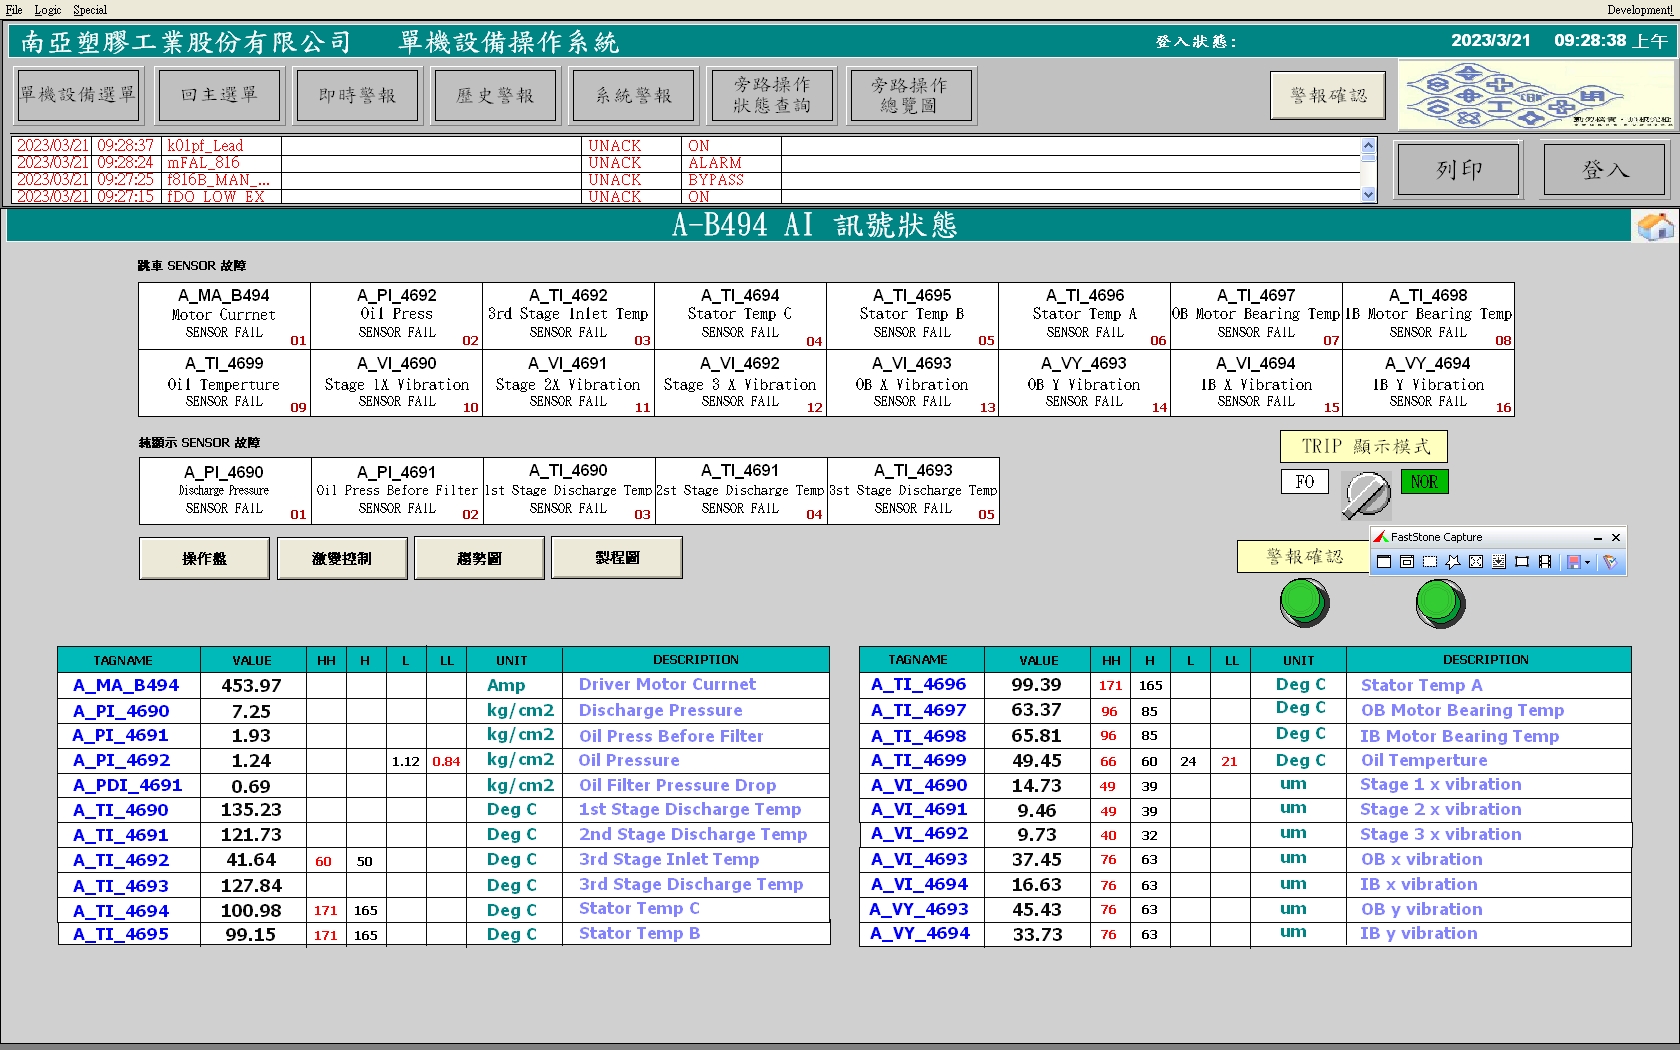 File Logic Special Development!
南亞塑膠工業股份有限公司 單機設備操作系統 登入狀態: 2023/3/21 09:28:38 上午
單機設備選單 回主選單 即時警報 歷史警報 系統警報 旁路操作 旁路操作 警報確認
狀態查詢 總覽圖
2023/03/21 09:28:37 k01pf_Lead UNACK ON
2023/03/21 09:28:24 mFAL_816 UNACK ALARM
2023/03/21 09:27:25 f816B_MAN_... UNACK BYPASS
2023/03/21 09:27:15 fDO_LOW_EX UNACK ON
列印 登入
A-B494 AI 訊號狀態
跳車 SENSOR 故障
A_MA_B494 A_PI_4692 A_TI_4692 A_TI_4694 A_TI_4695 A_TI_4696 A_TI_4697 A_TI_4698
Motor Currnet Oil Press 3rd Stage Inlet Temp Stator Temp C Stator Temp B Stator Temp A OB Motor Bearing Temp IB Motor Bearing Temp
SENSOR FAIL SENSOR FAIL SENSOR FAIL SENSOR FAIL SENSOR FAIL SENSOR FAIL SENSOR FAIL SENSOR FAIL
01 02 03 04 05 06 07 08
A_TI_4699 A_VI_4690 A_VI_4691 A_VI_4692 A_VI_4693 A_VY_4693 A_VI_4694 A_VY_4694
Oil Temperture Stage 1X Vibration Stage 2X Vibration Stage 3 X Vibration OB X Vibration OB Y Vibration IB X Vibration IB Y Vibration
SENSOR FAIL SENSOR FAIL SENSOR FAIL SENSOR FAIL SENSOR FAIL SENSOR FAIL SENSOR FAIL SENSOR FAIL
09 10 11 12 13 14 15 16
純顯示 SENSOR 故障
A_PI_4690 A_PI_4691 A_TI_4690 A_TI_4691 A_TI_4693
Discharge Pressure Oil Press Before Filter 1st Stage Discharge Temp 2st Stage Discharge Temp 3st Stage Discharge Temp
SENSOR FAIL SENSOR FAIL SENSOR FAIL SENSOR FAIL SENSOR FAIL
01 02 03 04 05
TRIP 顯示模式
FO NOR
操作盤 激變控制 趨勢圖 製程圖
警報確認
FastStone Capture
TAGNAME VALUE HH H L LL UNIT DESCRIPTION
A_MA_B494 453.97 Amp Driver Motor Currnet
A_PI_4690 7.25 kg/cm2 Discharge Pressure
A_PI_4691 1.93 kg/cm2 Oil Press Before Filter
A_PI_4692 1.24 1.12 0.84 kg/cm2 Oil Pressure
A_PDI_4691 0.69 kg/cm2 Oil Filter Pressure Drop
A_TI_4690 135.23 Deg C 1st Stage Discharge Temp
A_TI_4691 121.73 Deg C 2nd Stage Discharge Temp
A_TI_4692 41.64 60 50 Deg C 3rd Stage Inlet Temp
A_TI_4693 127.84 Deg C 3rd Stage Discharge Temp
A_TI_4694 100.98 171 165 Deg C Stator Temp C
A_TI_4695 99.15 171 165 Deg C Stator Temp B
TAGNAME VALUE HH H L LL UNIT DESCRIPTION
A_TI_4696 99.39 171 165 Deg C Stator Temp A
A_TI_4697 63.37 96 85 Deg C OB Motor Bearing Temp
A_TI_4698 65.81 96 85 Deg C IB Motor Bearing Temp
A_TI_4699 49.45 66 60 24 21 Deg C Oil Temperture
A_VI_4690 14.73 49 39 um Stage 1 x vibration
A_VI_4691 9.46 49 39 um Stage 2 x vibration
A_VI_4692 9.73 40 32 um Stage 3 x vibration
A_VI_4693 37.45 76 63 um OB x vibration
A_VI_4694 16.63 76 63 um IB x vibration
A_VY_4693 45.43 76 63 um OB y vibration
A_VY_4694 33.73 76 63 um IB y vibration